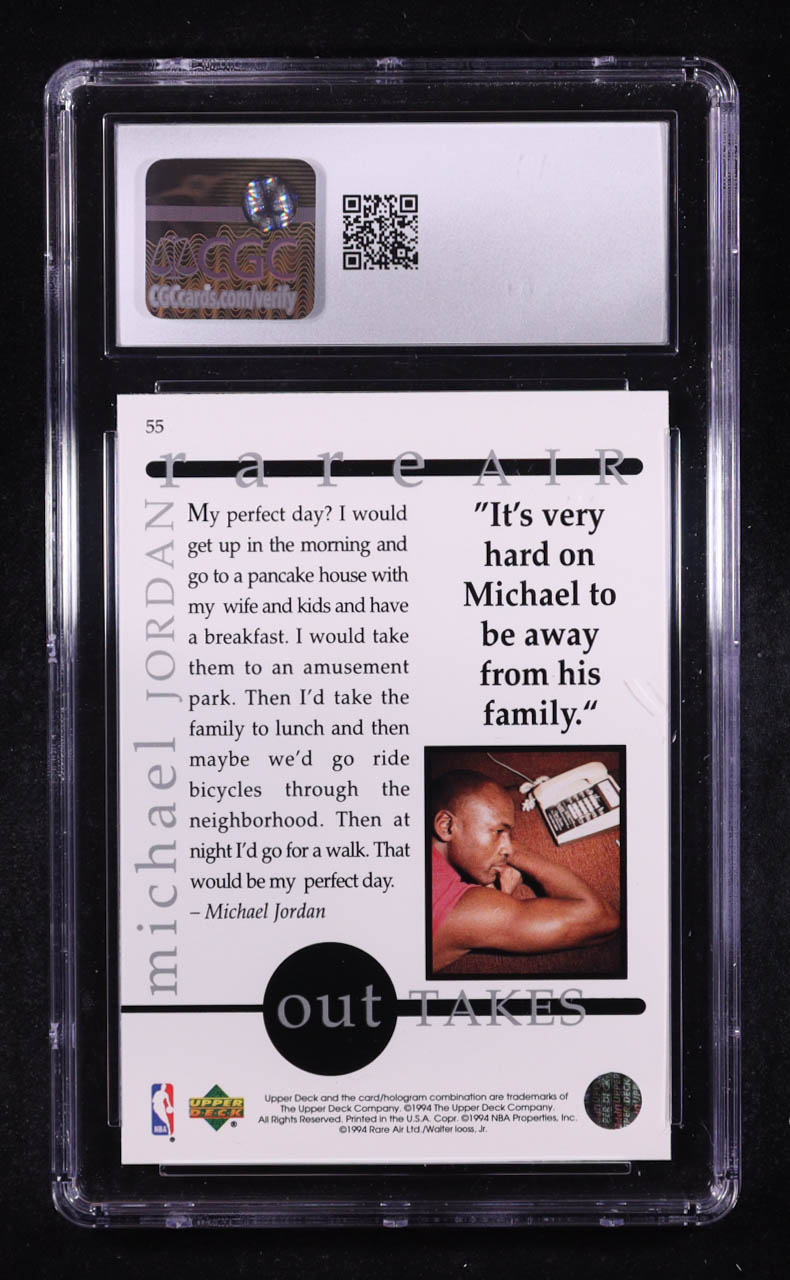 CGC
CGCcards.com/verify
55
rare AIR
michael JORDAN
My perfect day? I would
get up in the morning and
go to a pancake house with
my wife and kids and have
a breakfast. I would take
them to an amusement
park. Then I'd take the
family to lunch and then
maybe we'd go ride
bicycles through the
neighborhood. Then at
night I'd go for a walk. That
would be my perfect day.
– Michael Jordan
"It's very
hard on
Michael to
be away
from his
family."
out TAKES
NBA
UPPER
DECK
Upper Deck and the card/hologram combination are trademarks of
The Upper Deck Company. ©1994 The Upper Deck Company.
All Rights Reserved. Printed in the U.S.A. Copr. ©1994 NBA Properties, Inc.
©1994 Rare Air Ltd./Walter Iooss, Jr.